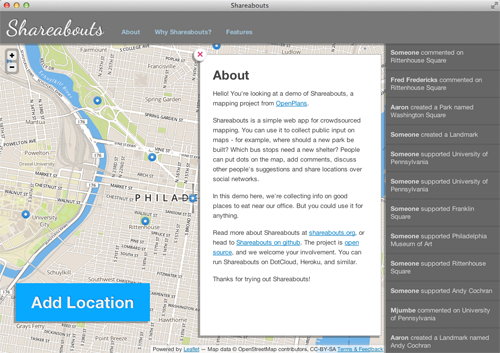 Shareabouts
Shareabouts
About
Why Shareabouts?
Features
+
−
Francisville
Fairmount
Spring Garden
Logan Square
Powelton
University City
Rittenhouse
PHILAD
Schuylkill
Southwest Center City
Grays Ferry
Point Breeze
Add Location
About
Hello! You're looking at a demo of Shareabouts, a
mapping project from OpenPlans.
Shareabouts is a simple web app for crowdsourced
mapping. You can use it to collect public input on
maps - for example, where should a new park be
built? Which bus stops need a new shelter? People
can put dots on the map, add comments, discuss
other people's suggestions and share locations over
social networks.
In this demo here, we're collecting info on good
places to eat near our office. But you could use it for
anything.
Read more about Shareabouts at shareabouts.org, or
head to Shareabouts on github. The project is open
source, and we welcome your involvement. You can
run Shareabouts on DotCloud, Heroku, and similar.
Thanks for trying out Shareabouts!
Someone commented on
Rittenhouse Square
Fred Fredericks commented on
Rittenhouse Square
Aaron created a Park named
Washington Square
Someone created a Landmark
Someone supported University of
Pennsylvania
Someone supported University of
Pennsylvania
Someone supported Franklin
Square
Someone supported Philadelphia
Museum of Art
Someone supported Rittenhouse
Square
Someone supported Andy Cochran
Mjumbe commented on University
of Pennsylvania
Aaron created a Landmark named
Andy Cochran
Powered by Leaflet — Map data © OpenStreetMap contributors, CC-BY-SA Terms & Feedback